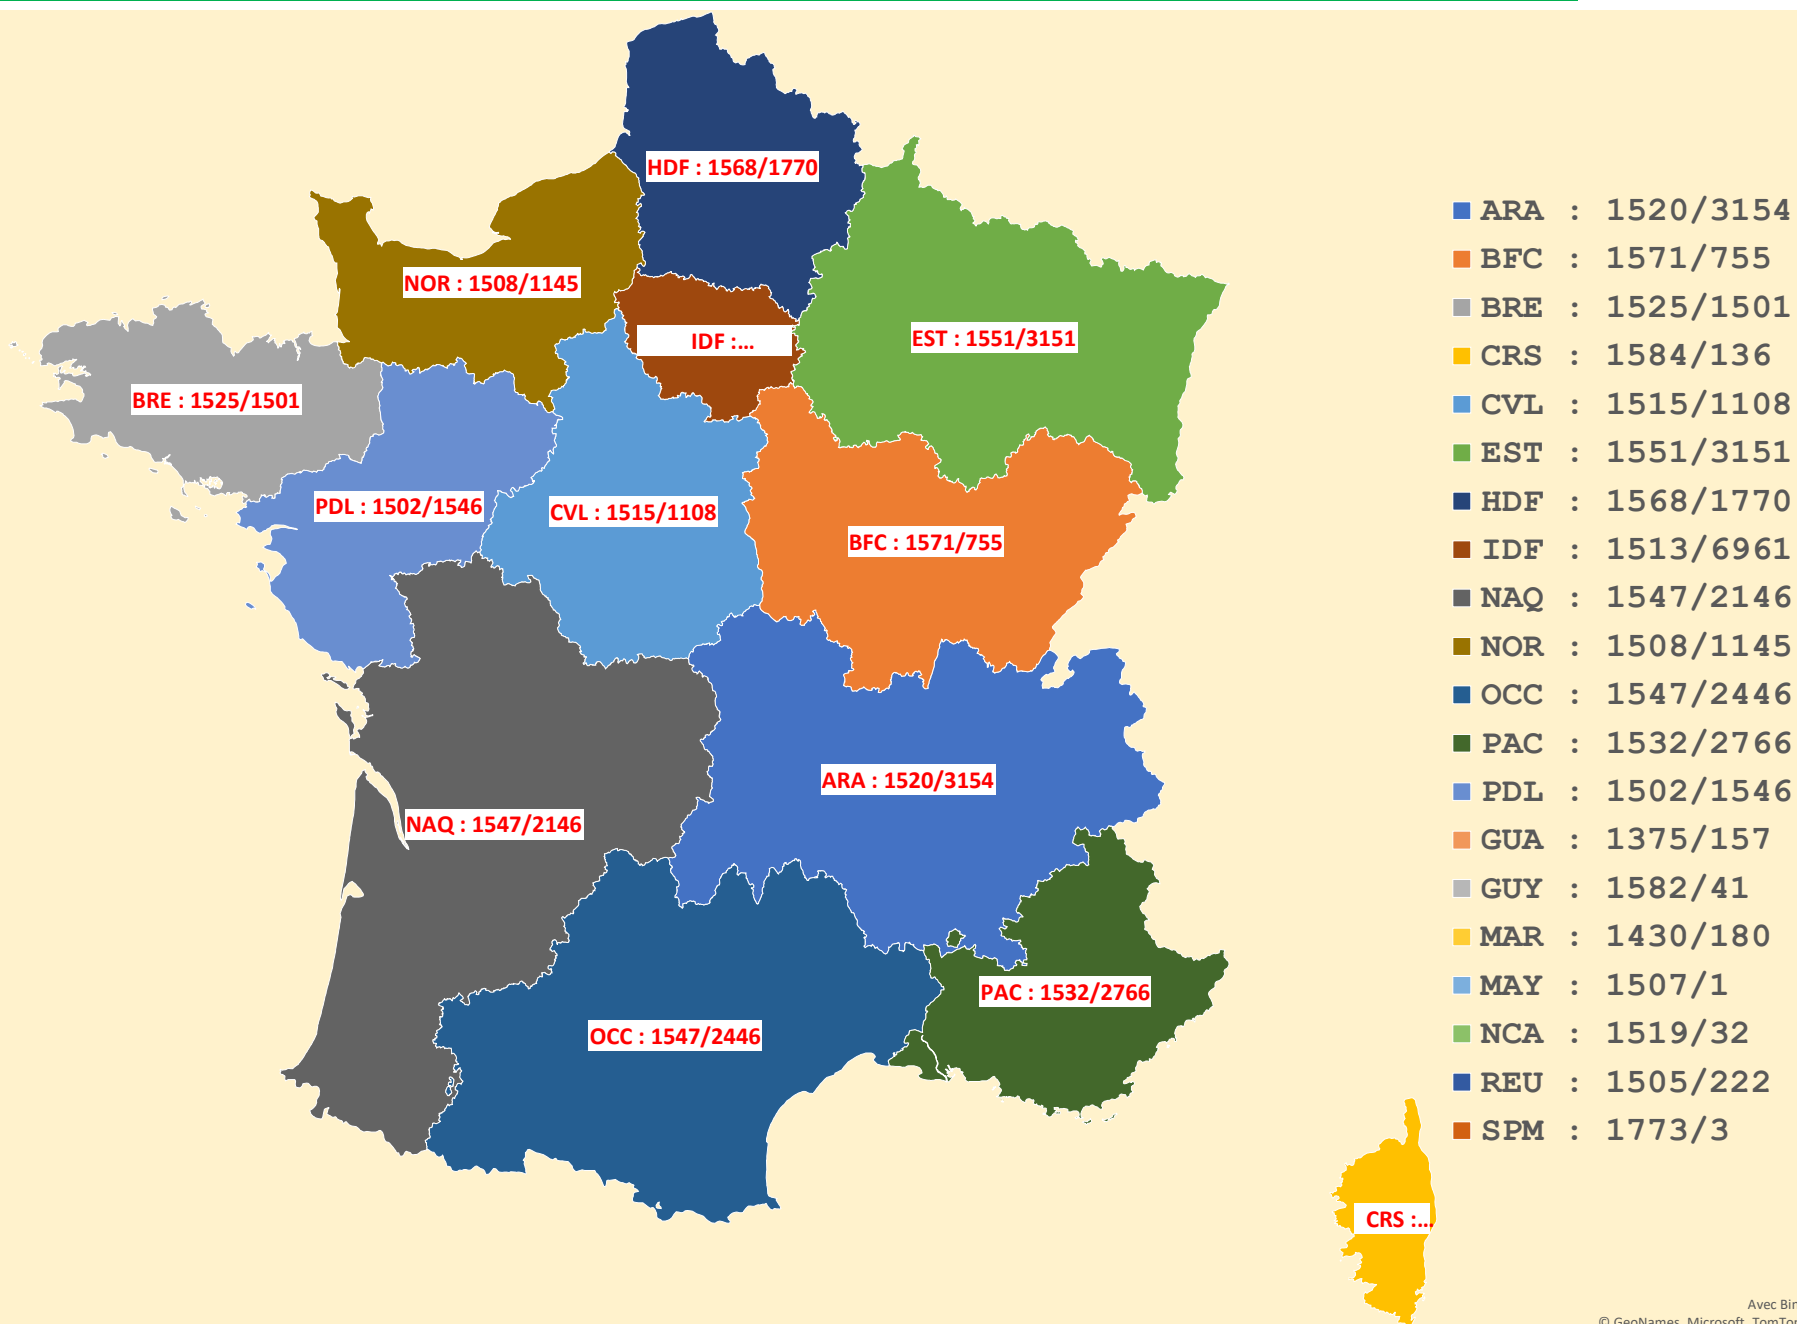 HDF : 1568/1770
NOR : 1508/1145
IDF :...
EST : 1551/3151
BRE : 1525/1501
PDL : 1502/1546
CVL : 1515/1108
BFC : 1571/755
ARA : 1520/3154
NAQ : 1547/2146
PAC : 1532/2766
OCC : 1547/2446
CRS :...
ARA : 1520/3154
BFC : 1571/755
BRE : 1525/1501
CRS : 1584/136
CVL : 1515/1108
EST : 1551/3151
HDF : 1568/1770
IDF : 1513/6961
NAQ : 1547/2146
NOR : 1508/1145
OCC : 1547/2446
PAC : 1532/2766
PDL : 1502/1546
GUA : 1375/157
GUY : 1582/41
MAR : 1430/180
MAY : 1507/1
NCA : 1519/32
REU : 1505/222
SPM : 1773/3
Avec Bin
© GeoNames, Microsoft, TomTom